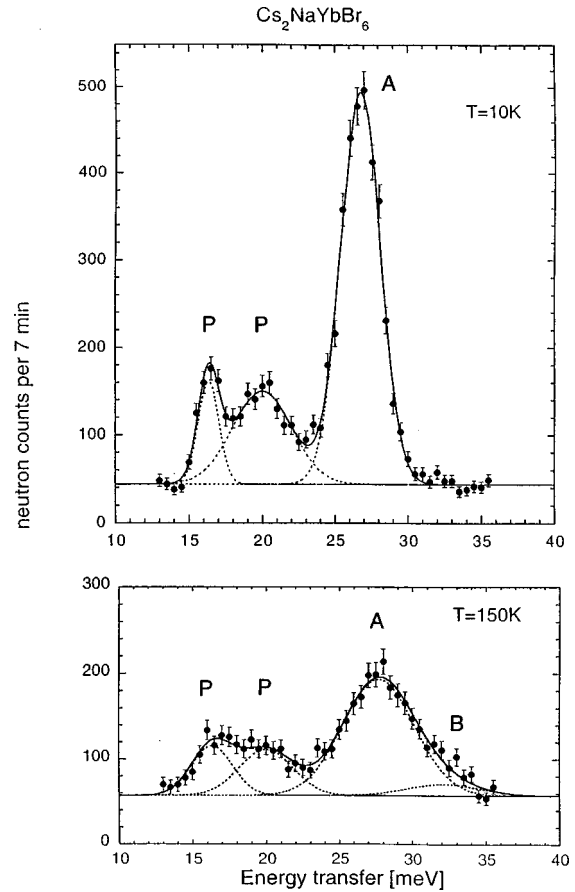 Cs₂NaYbBr₆
A
T=10K
P P
500
400
300
200
100
0
10 15 20 25 30 35 40
neutron counts per 7 min
300
T=150K
A
P P
B
200
100
0
10 15 20 25 30 35 40
Energy transfer [meV]